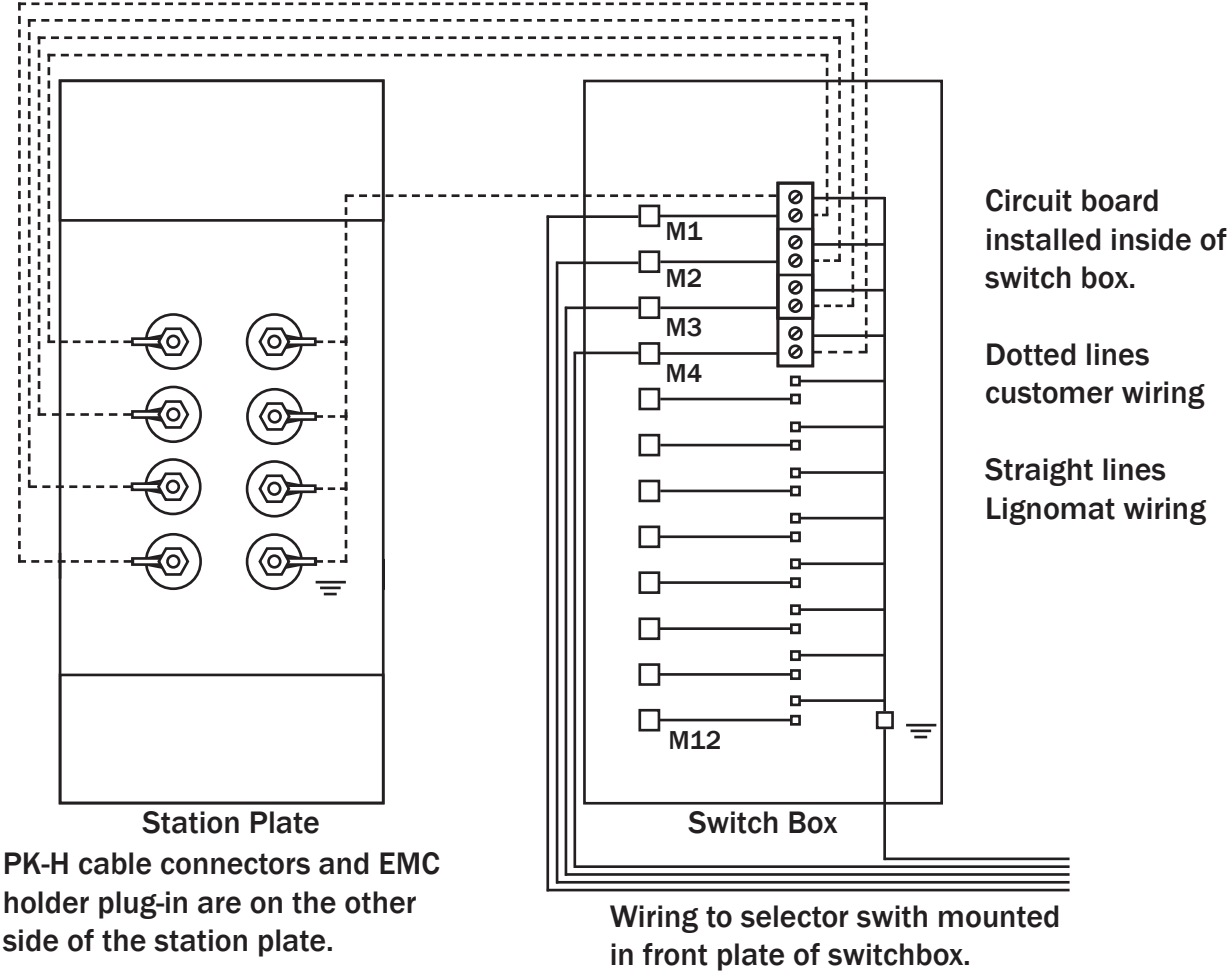 Circuit board
installed inside of
switch box.
Dotted lines
customer wiring
Straight lines
Lignomat wiring
M1
M2
M3
M4
M12
Station Plate
PK-H cable connectors and EMC
holder plug-in are on the other
side of the station plate.
Switch Box
Wiring to selector swith mounted
in front plate of switchbox.